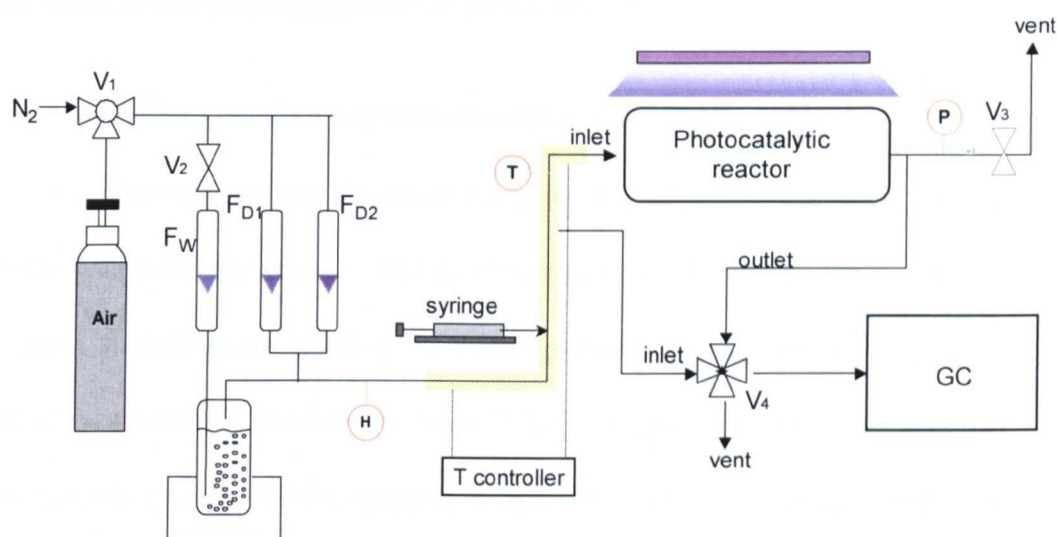 vent
V1
N2
V3
P
inlet
Photocatalytic
reactor
V2
T
FW
FD1
FD2
outlet
syringe
Air
inlet
GC
V4
H
vent
T controller